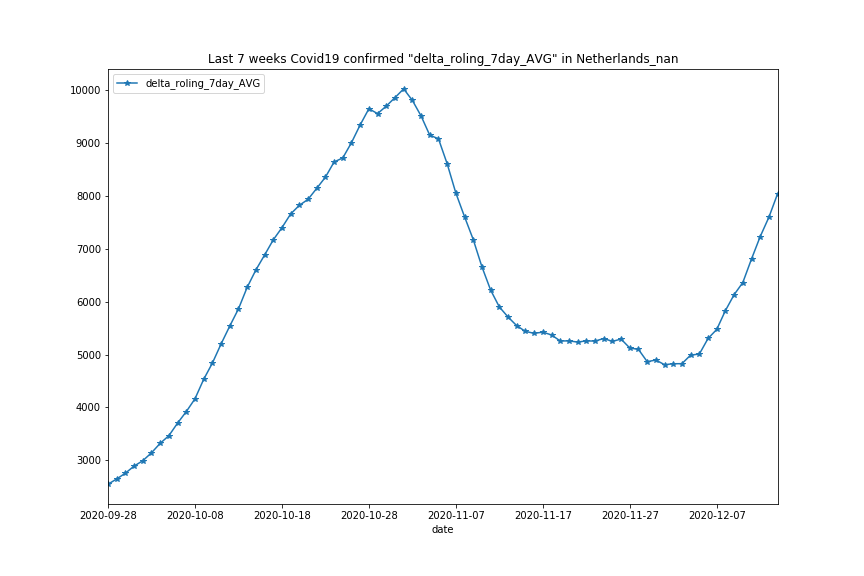 Last 7 weeks Covid19 confirmed "delta_roling_7day_AVG" in Netherlands_nan
delta_roling_7day_AVG
10000
9000
8000
7000
6000
5000
4000
3000
2020-09-28 2020-10-08 2020-10-18 2020-10-28 2020-11-07 2020-11-17 2020-11-27 2020-12-07
date